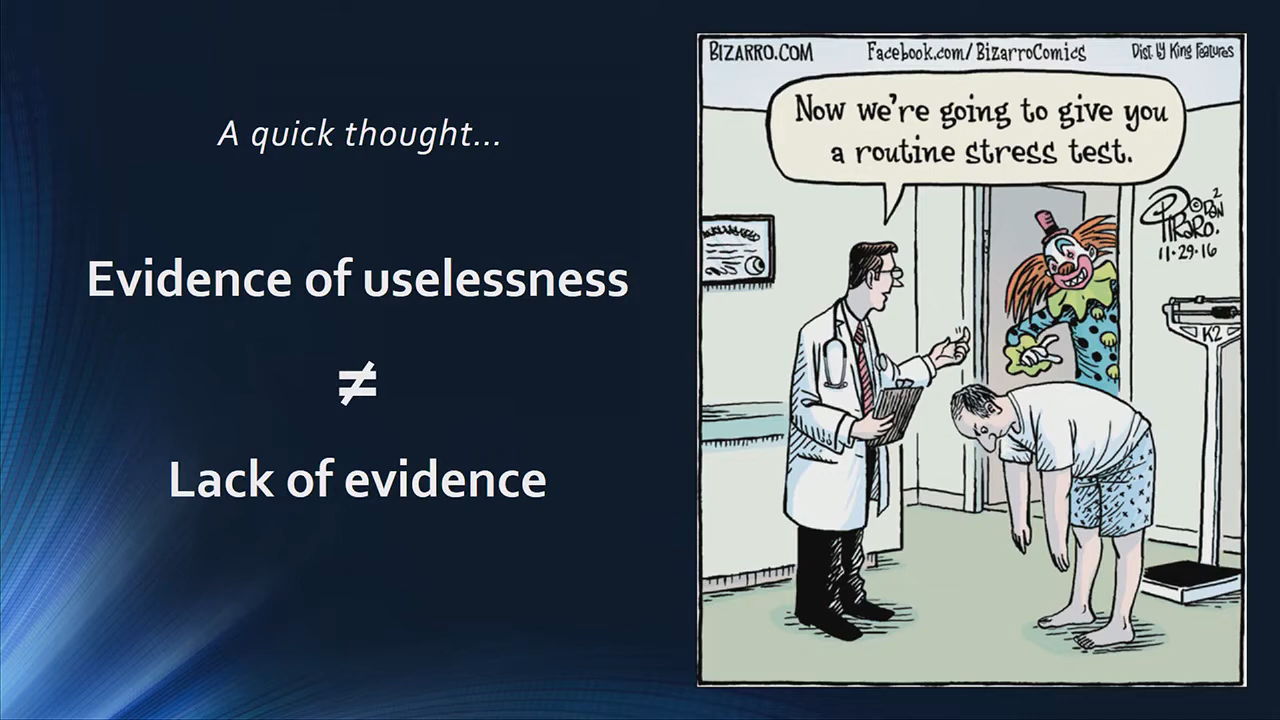 A quick thought...
Evidence of uselessness
≠
Lack of evidence
BIZARRO.COM
Facebook.com/BizarroComics
Dist. by King Features
Now we're going to give you
a routine stress test.
11·29·16
K2